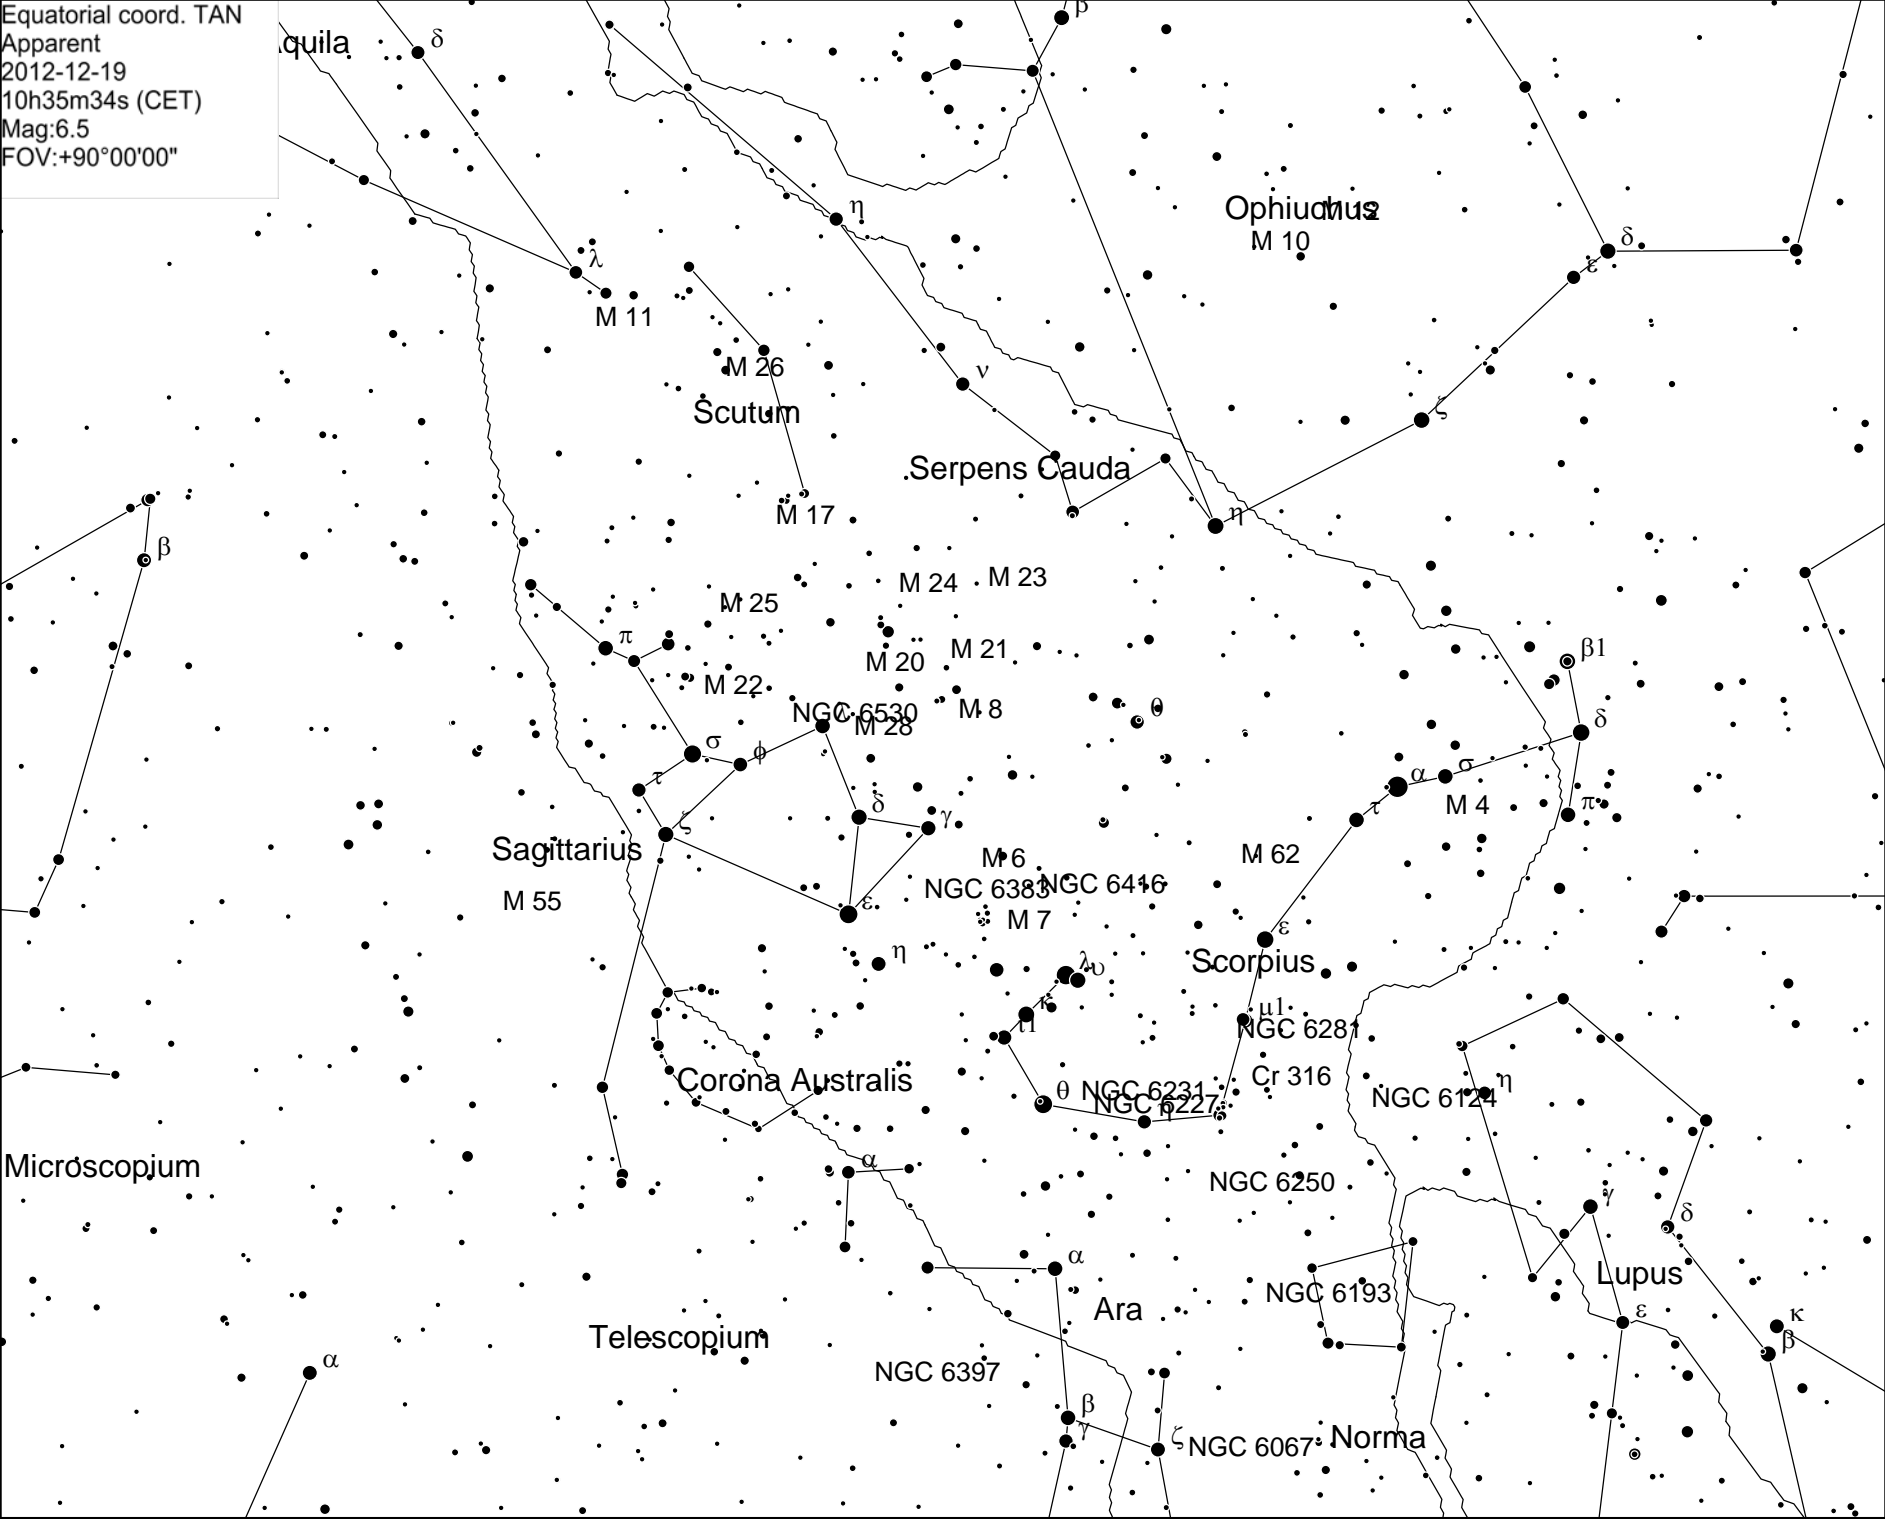 Equatorial coord. TAN
Apparent
2012-12-19
10h35m34s (CET)
Mag:6.5
FOV:+90°00'00"
quila
δ
β
η
λ
M 11
Ophiuchus
M 12
M 10
δ
ε
M 26
Scutum
ν
ζ
Serpens Cauda
M 17
η
β
M 24
M 23
M 25
π
M 21
M 20
β1
M 22
M 8
θ
NGC 6530
λ
M 28
δ
σ
φ
τ
α
σ
π
M 4
τ
δ
γ
ζ
Sagittarius
M 6
M 62
NGC 6383
NGC 6416
M 55
ε
M 7
ε
η
Scorpius
λ
υ
κ
μ1
ι1
NGC 6281
Corona Australis
Cr 316
θ
NGC 6231
NGC 6227
η
NGC 6124
η
Microscopium
α
NGC 6250
γ
δ
α
Lupus
NGC 6193
Ara
ε
κ
Telescopium
β
α
NGC 6397
β
γ
ζ
NGC 6067
Norma